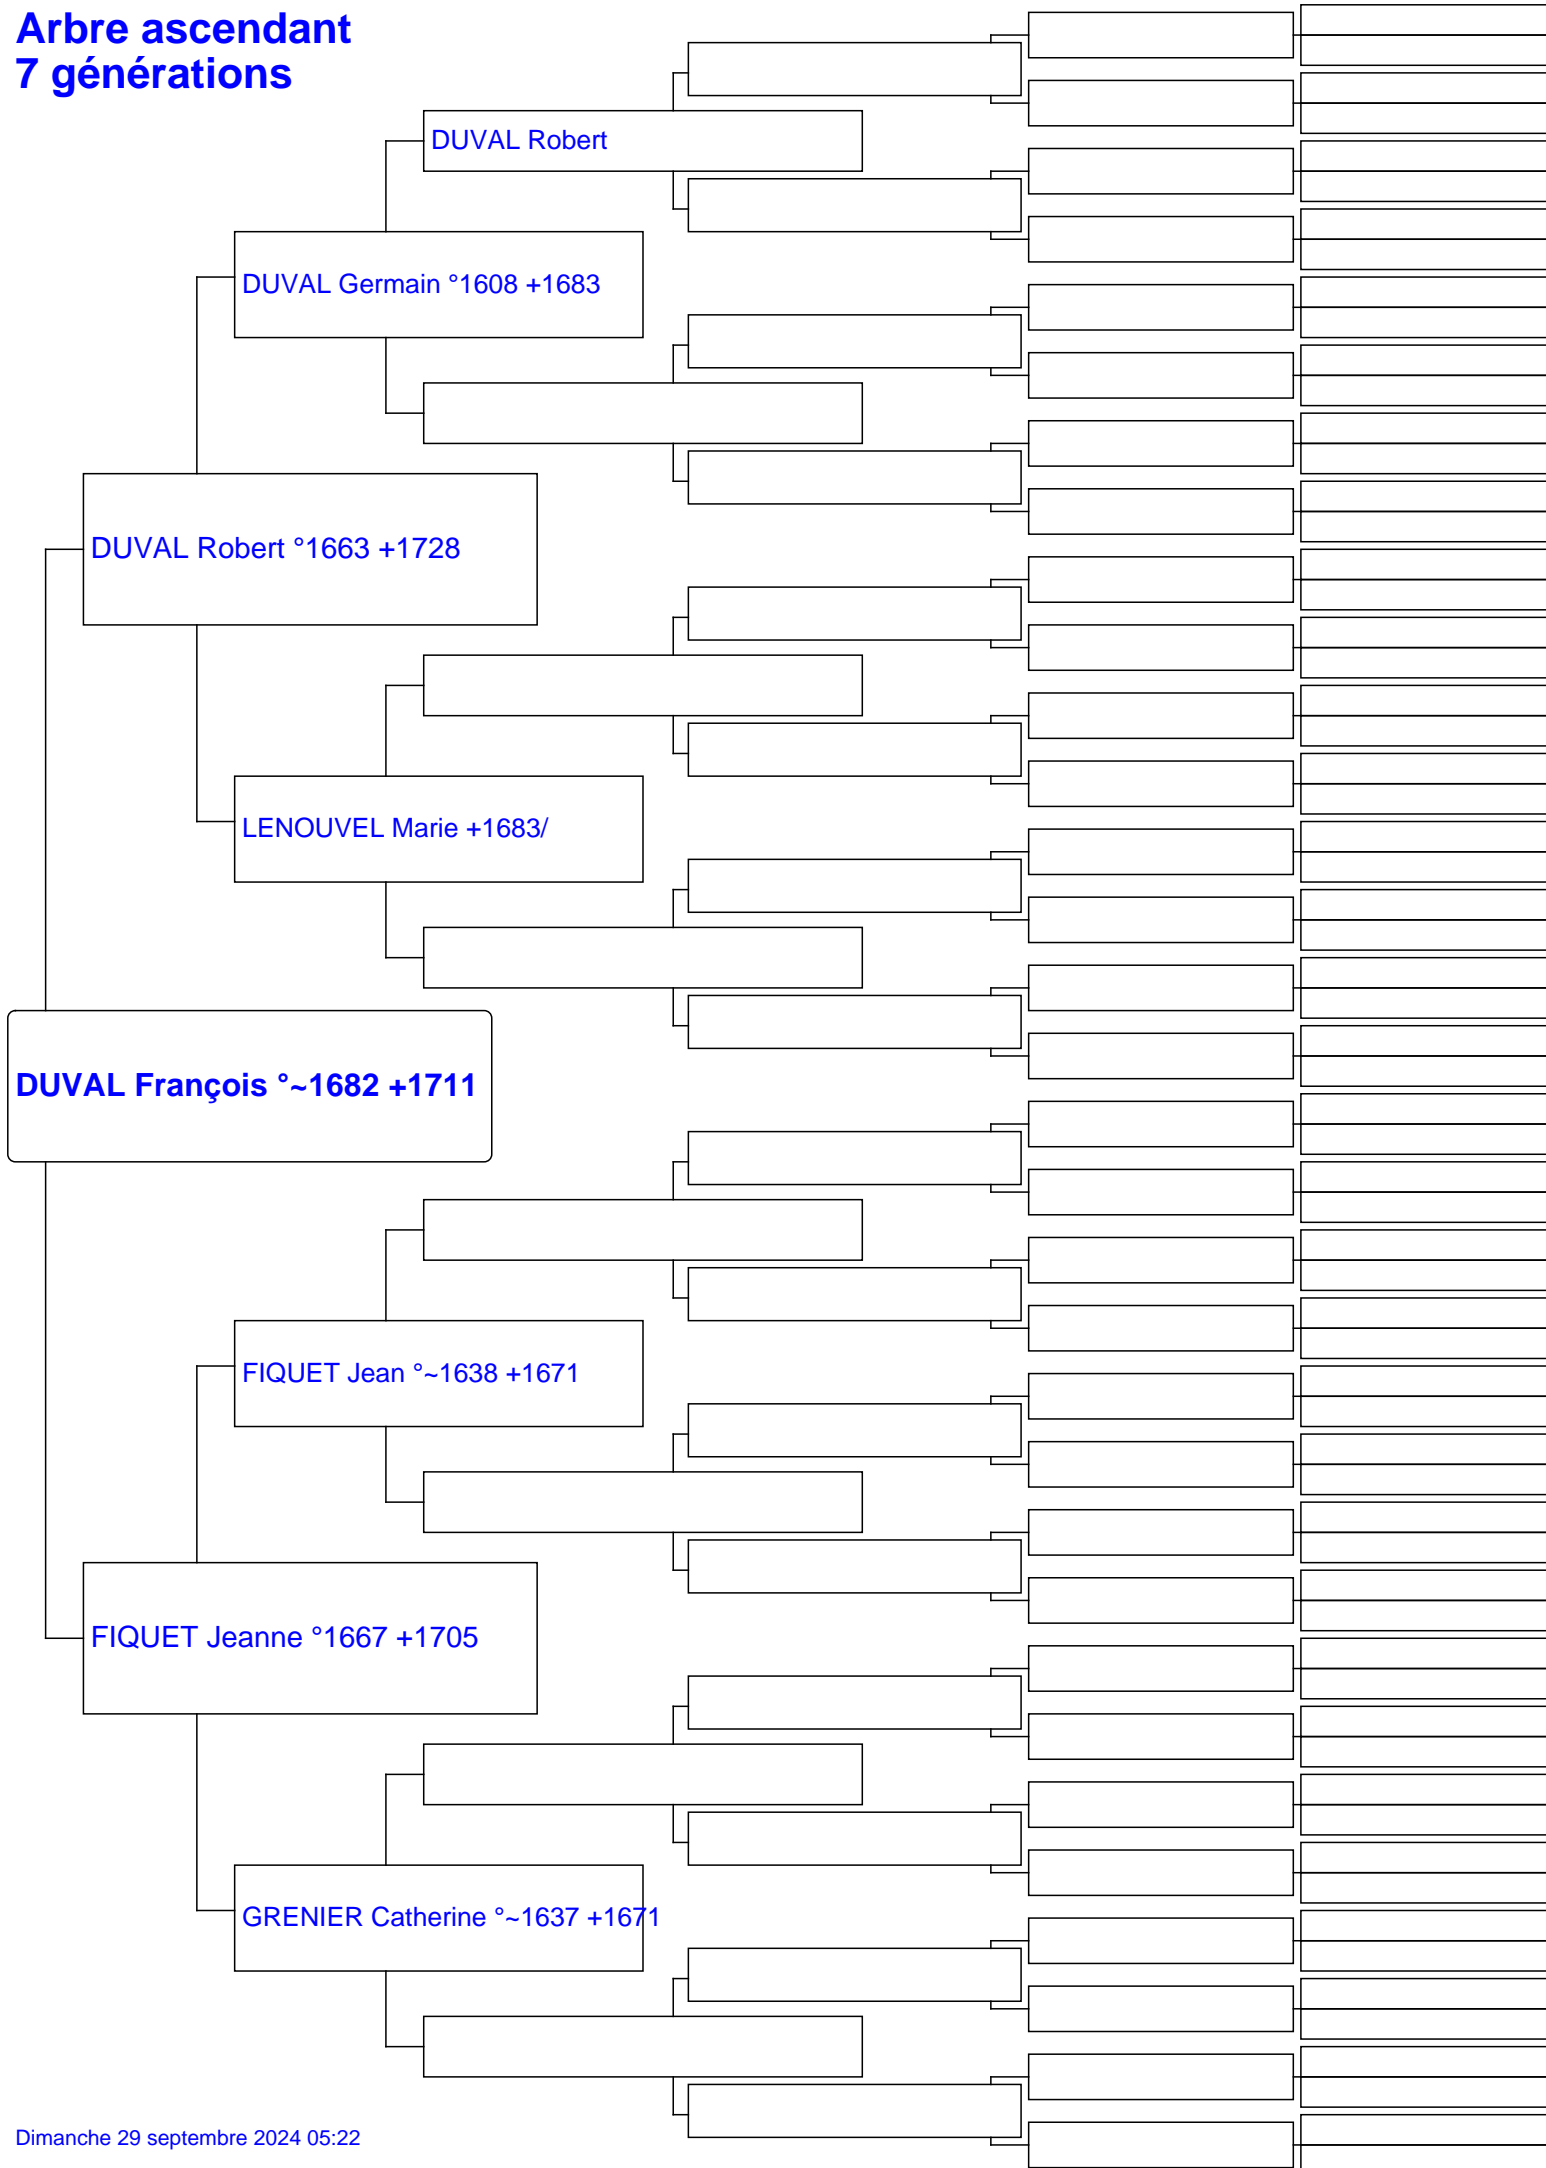 Arbre ascendant
7 générations
DUVAL Robert
DUVAL Germain °1608 +1683
DUVAL Robert °1663 +1728
LENOUVEL Marie +1683/
DUVAL François °~1682 +1711
FIQUET Jean °~1638 +1671
FIQUET Jeanne °1667 +1705
GRENIER Catherine °~1637 +1671
Dimanche 29 septembre 2024 05:22